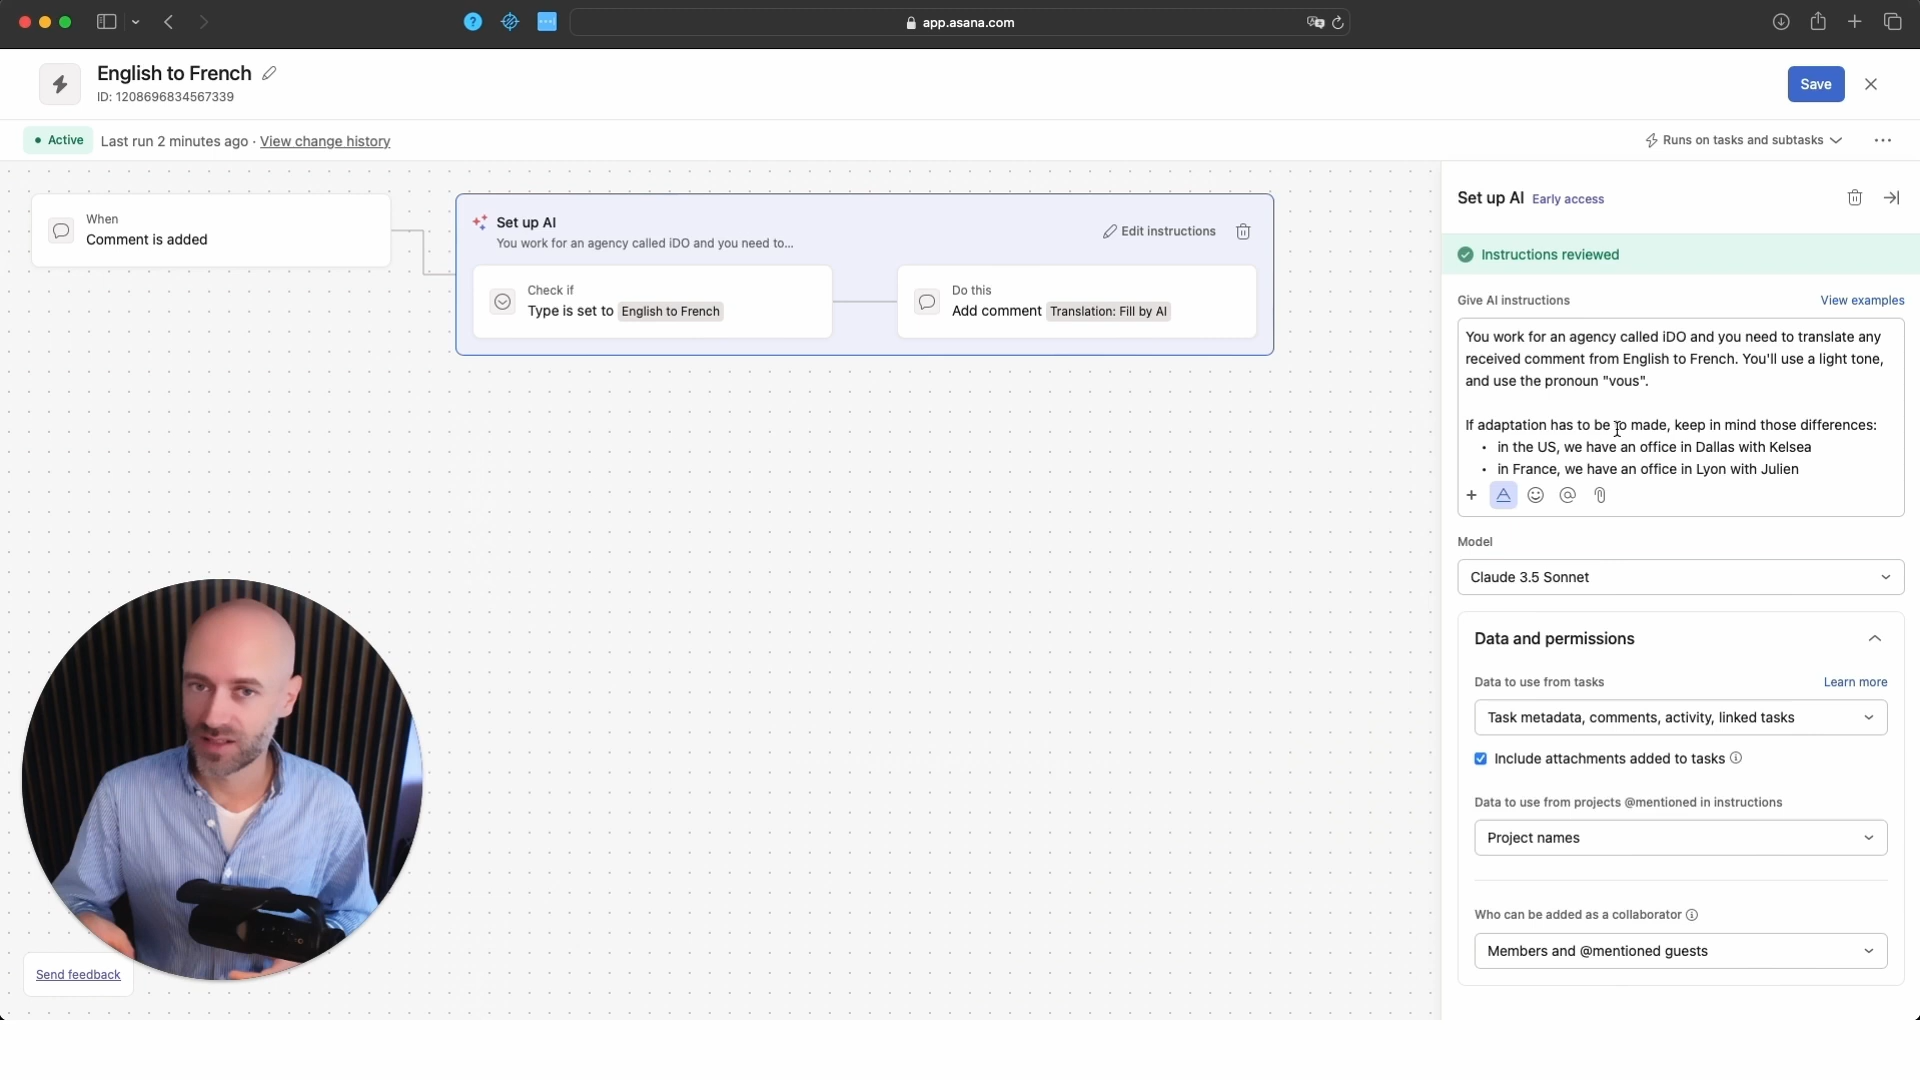 app.asana.com
English to French
ID: 1208696834567339
Save
Active
Last run 2 minutes ago · View change history
Runs on tasks and subtasks
When
Comment is added
Set up AI
You work for an agency called iDO and you need to...
Edit instructions
Check if
Type is set to English to French
Do this
Add comment Translation: Fill by AI
Set up AI Early access
Instructions reviewed
Give AI instructions
View examples
You work for an agency called iDO and you need to translate any
received comment from English to French. You'll use a light tone,
and use the pronoun "vous".
If adaptation has to be to made, keep in mind those differences:
• in the US, we have an office in Dallas with Kelsea
• in France, we have an office in Lyon with Julien
Model
Claude 3.5 Sonnet
Data and permissions
Data to use from tasks
Learn more
Task metadata, comments, activity, linked tasks
Include attachments added to tasks
Data to use from projects @mentioned in instructions
Project names
Who can be added as a collaborator
Members and @mentioned guests
Send feedback